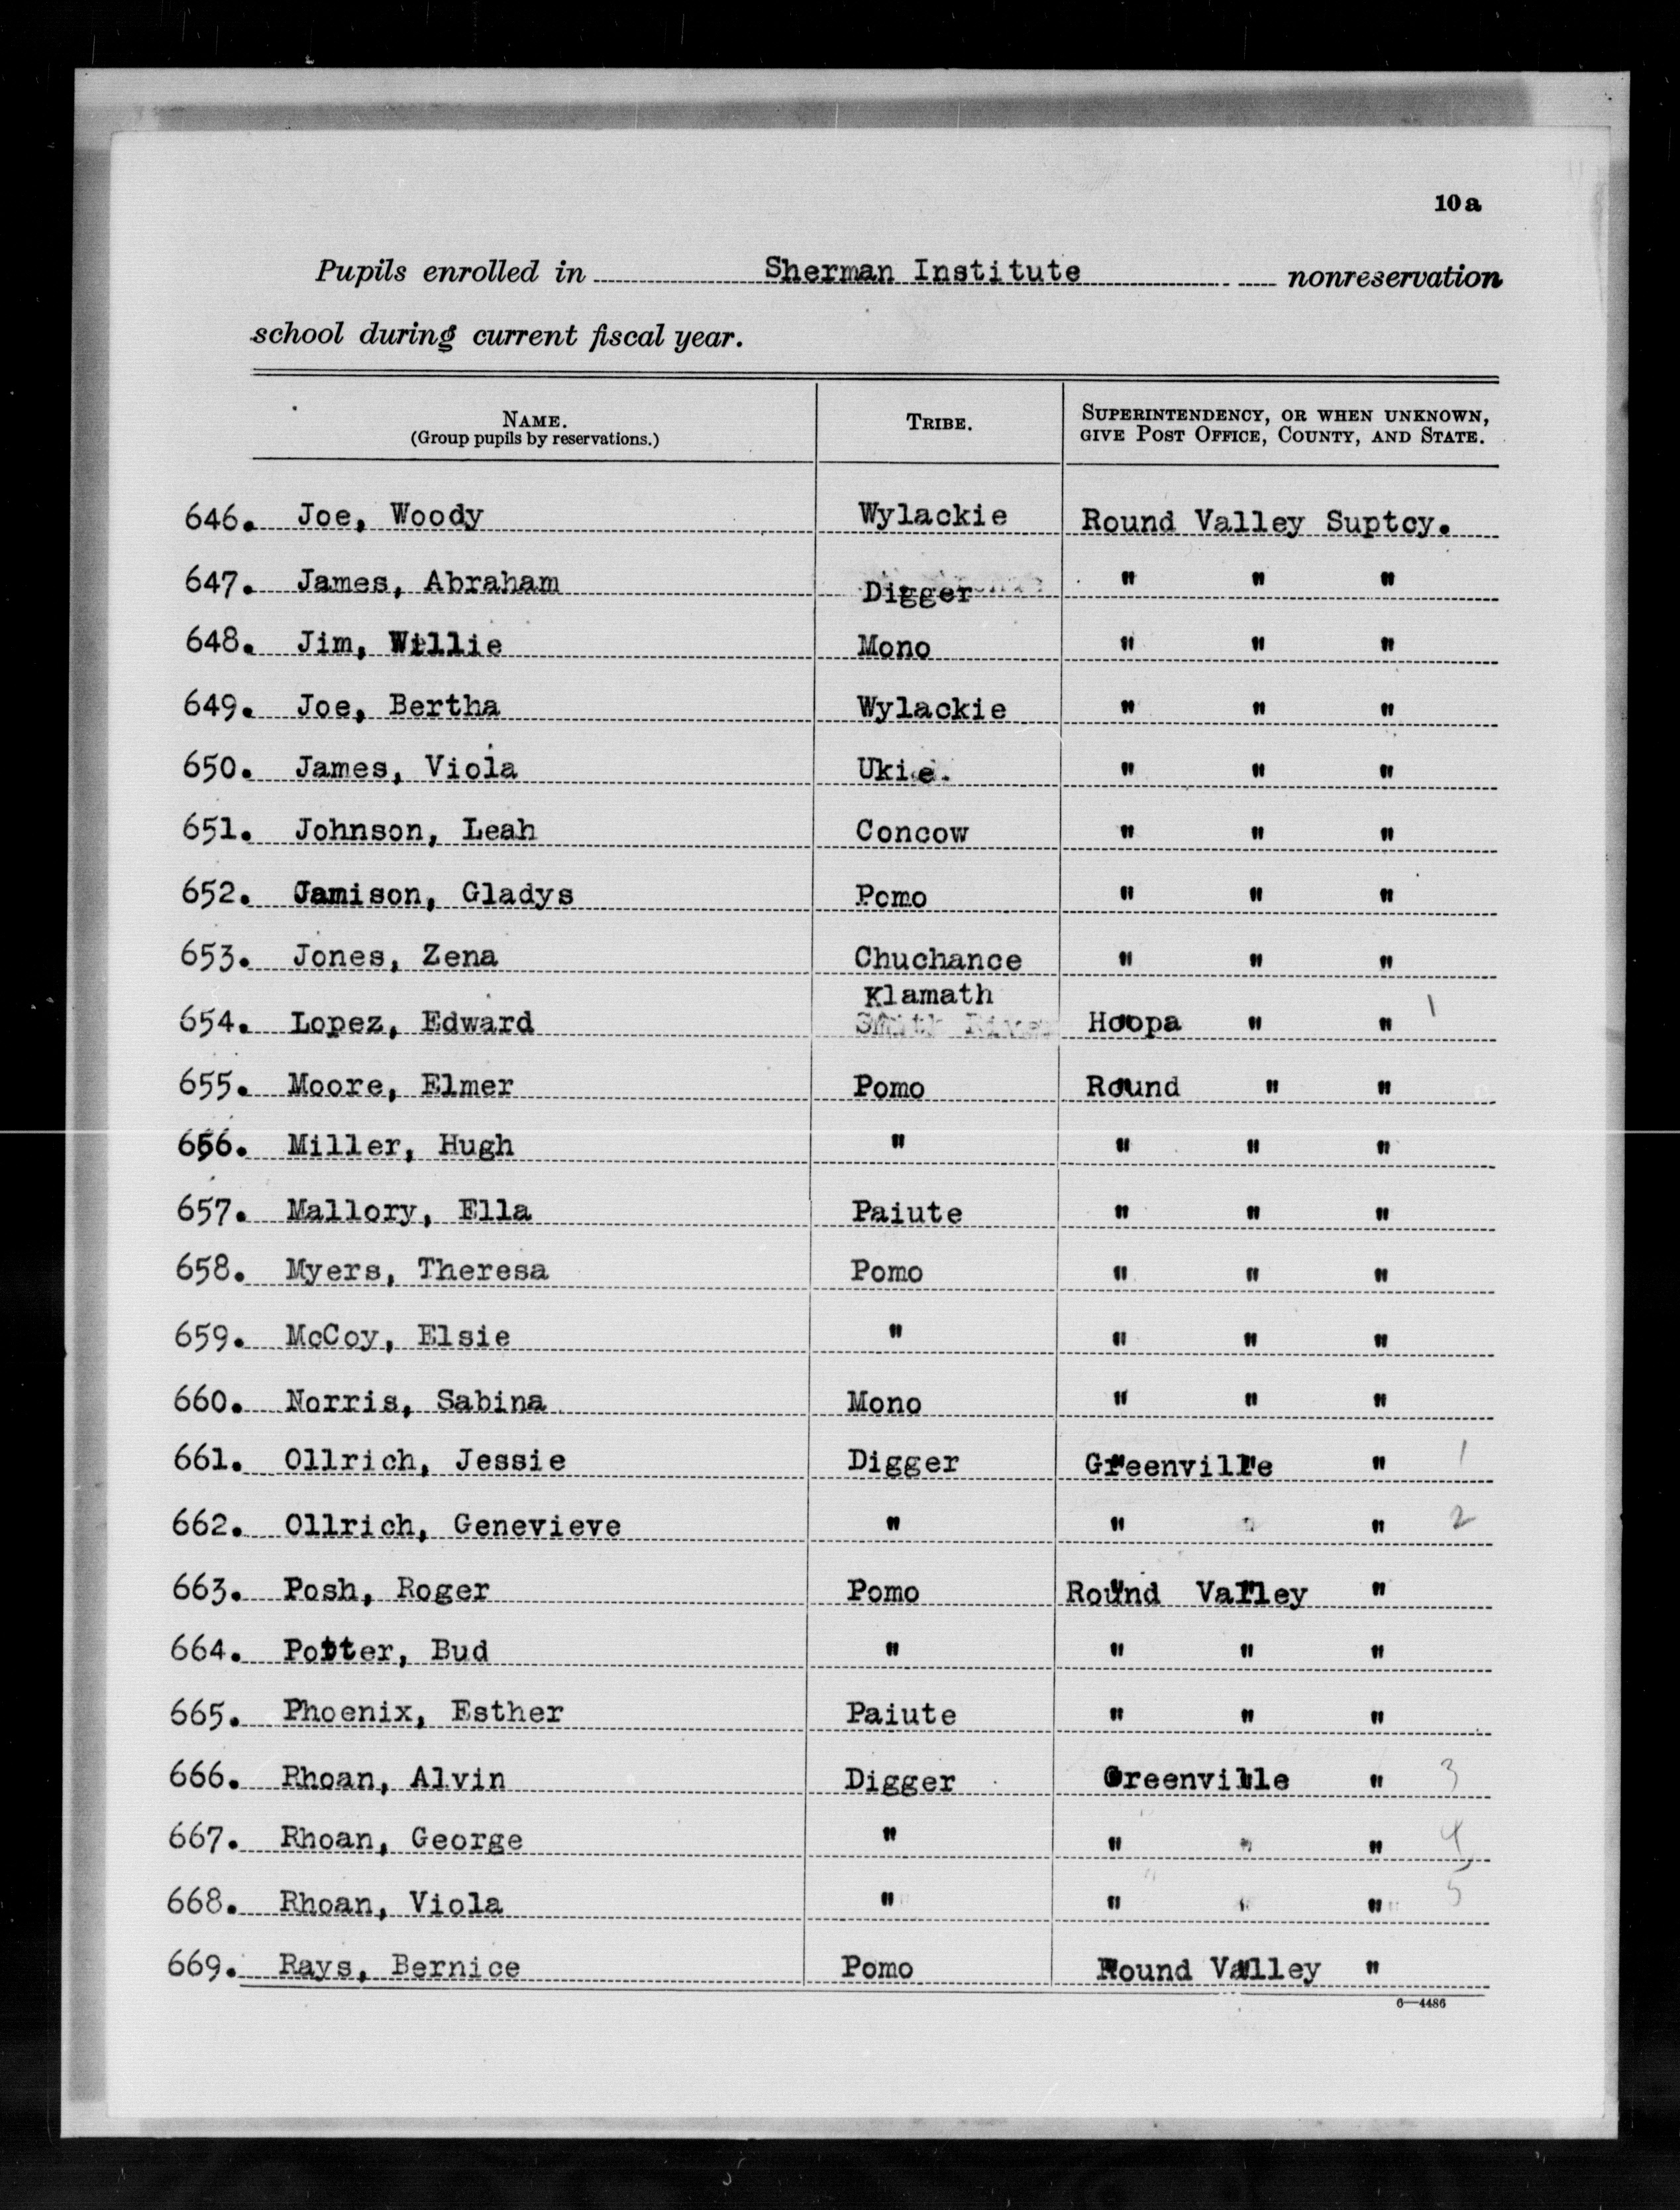 10a
Pupils enrolled in Sherman Institute nonreservation
school during current fiscal year.
NAME. TRIBE. SUPERINTENDENCY, OR WHEN UNKNOWN,
(Group pupils by reservations.) GIVE POST OFFICE, COUNTY, AND STATE.
646. Joe, Woody Wylackie Round Valley Suptcy.
647. James, Abraham Digger " " "
648. Jim, Willie Mono " " "
649. Joe, Bertha Wylackie " " "
650. James, Viola Ukie. " " "
651. Johnson, Leah Concow " " "
652. Jamison, Gladys Pomo " " "
653. Jones, Zena Chuchance " " "
Klamath
654. Lopez, Edward Smith River Hoopa " " 1
655. Moore, Elmer Pomo Round " "
656. Miller, Hugh " " " "
657. Mallory, Ella Paiute " " "
658. Myers, Theresa Pomo " " "
659. McCoy, Elsie " " " "
660. Norris, Sabina Mono " " "
661. Ollrich, Jessie Digger Greenville " 1
662. Ollrich, Genevieve " " " " 2
663. Posh, Roger Pomo Round Valley "
664. Potter, Bud " " " "
665. Phoenix, Esther Paiute " " "
666. Rhoan, Alvin Digger Greenville " 3
667. Rhoan, George " " " " 4
668. Rhoan, Viola " " " " 5
669. Rays, Bernice Pomo Round Valley "
6—4486